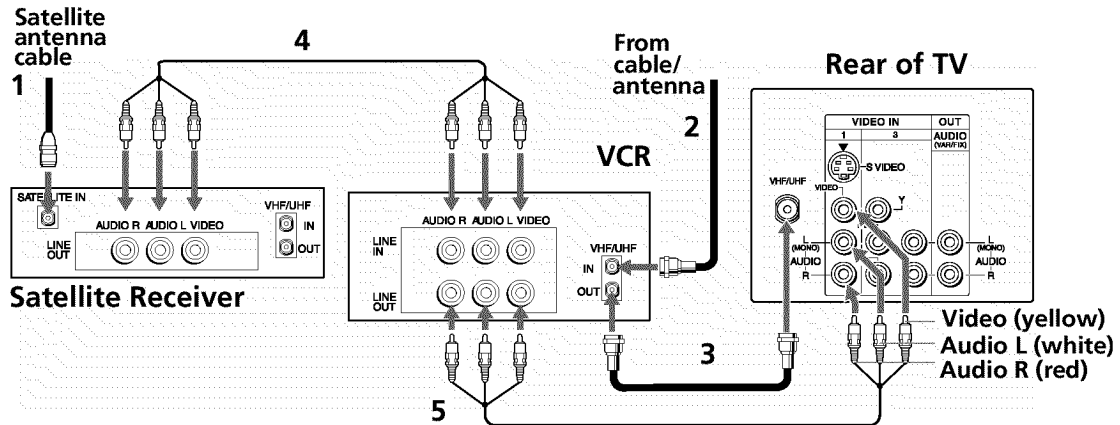 Satellite
antenna
cable
1
4
From
cable/
antenna
2
Rear of TV
VIDEO IN
OUT
1
3
AUDIO
(VAR/FIX)
S VIDEO
VHF/UHF
VIDEO
Y
L
(MONO)
AUDIO
R
L
(MONO)
AUDIO
R
VCR
SATELLITE IN
AUDIO R AUDIO L VIDEO
LINE
OUT
VHF/UHF
IN
OUT
Satellite Receiver
AUDIO R AUDIO L VIDEO
LINE
IN
LINE
OUT
VHF/UHF
IN
OUT
3
5
Video (yellow)
Audio L (white)
Audio R (red)